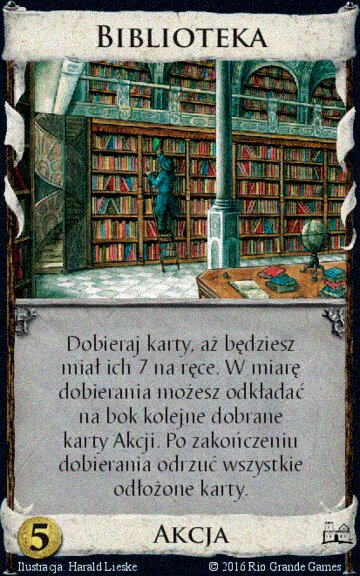 Biblioteka
Dobieraj karty, aż będziesz
miał ich 7 na ręce. W miarę
dobierania możesz odkładać
na bok kolejne dobrane
karty Akcji. Po zakończeniu
dobierania odrzuć wszystkie
odłożone karty.
5
Akcja
Ilustracja: Harald Lieske
© 2016 Rio Grande Games